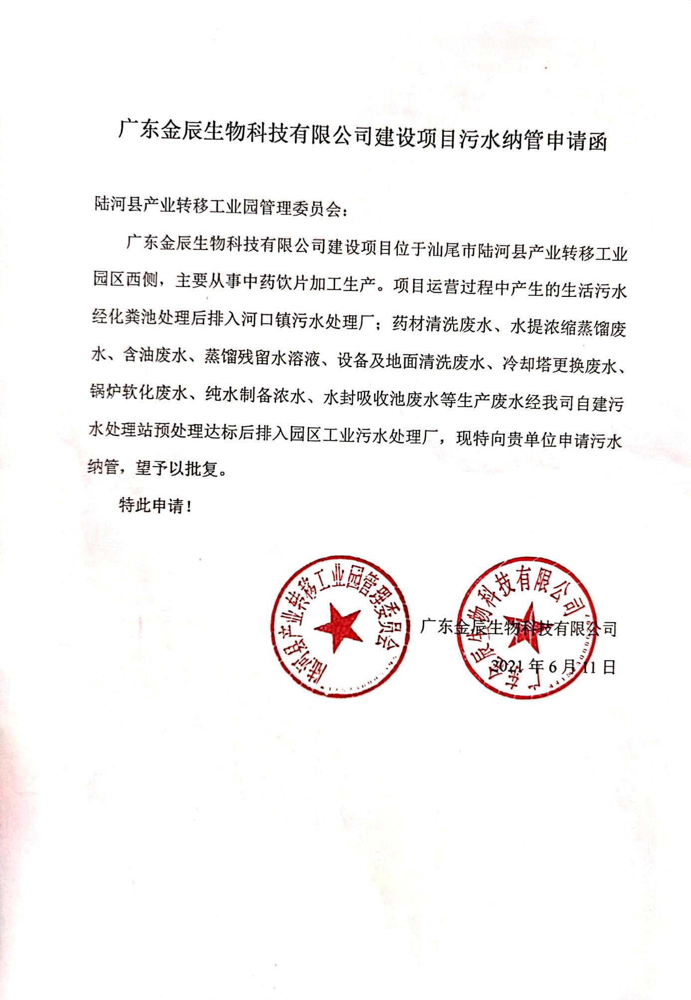 广东金辰生物科技有限公司建设项目污水纳管申请函
陆河县产业转移工业园管理委员会：
广东金辰生物科技有限公司建设项目位于汕尾市陆河县产业转移工业
园区西侧，主要从事中药饮片加工生产。项目运营过程中产生的生活污水
经化粪池处理后排入河口镇污水处理厂；药材清洗废水、水提浓缩蒸馏废
水、含油废水、蒸馏残留水溶液、设备及地面清洗废水、冷却塔更换废水、
锅炉软化废水、纯水制备浓水、水封吸收池废水等生产废水经我司自建污
水处理站预处理达标后排入园区工业污水处理厂，现特向贵单位申请污水
纳管，望予以批复。
特此申请！
陆河县产业转移工业园管理委员会
广东金辰生物科技有限公司
广东金辰生物科技有限公司
2021年6月11日